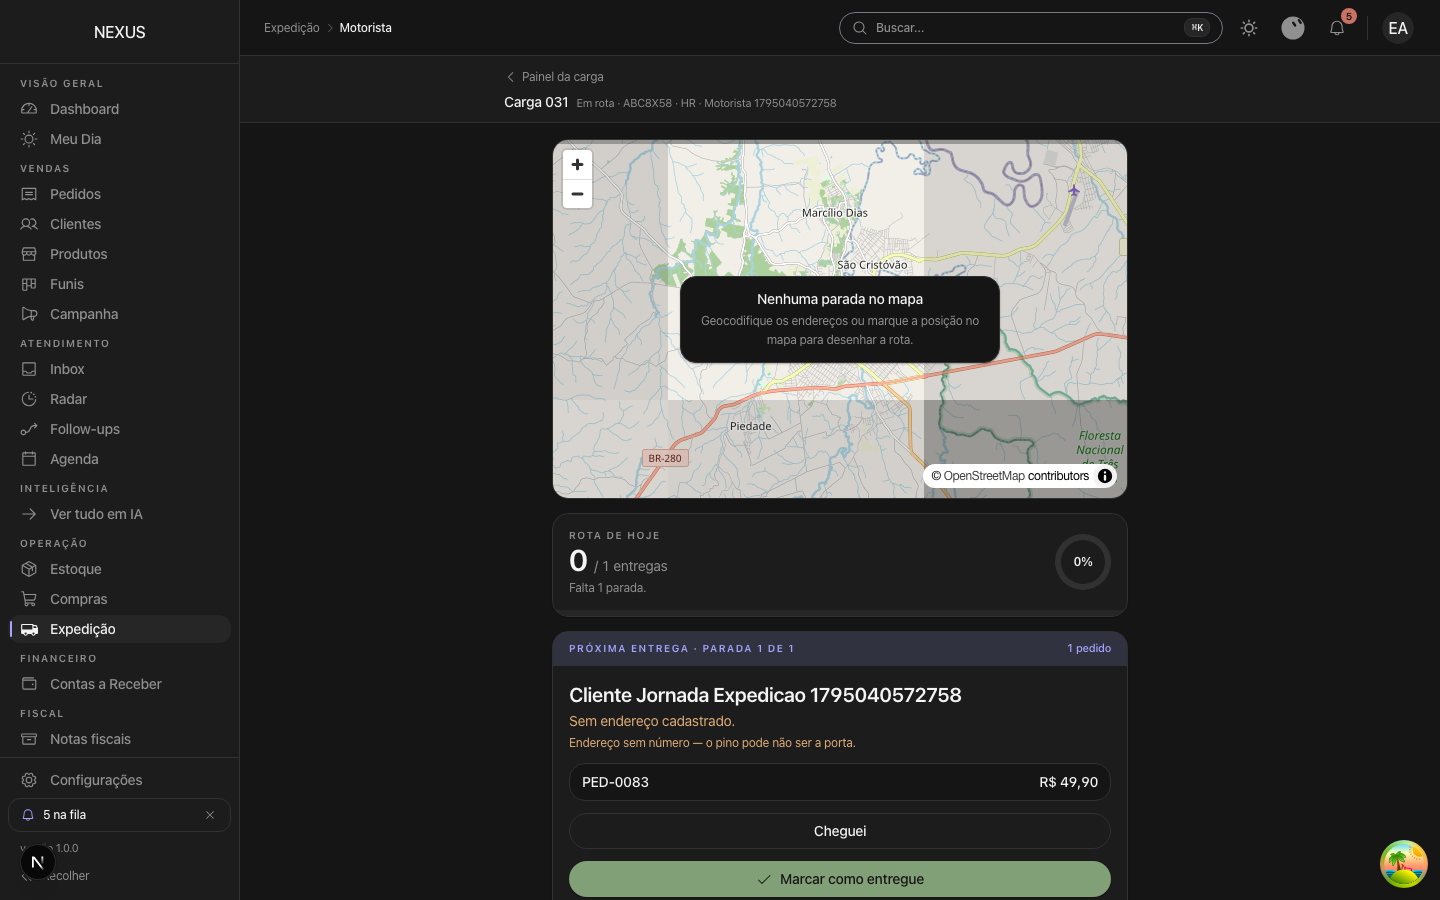 NEXUS
VISÃO GERAL
Dashboard
Meu Dia
VENDAS
Pedidos
Clientes
Produtos
Funis
Campanha
ATENDIMENTO
Inbox
Radar
Follow-ups
Agenda
INTELIGÊNCIA
Ver tudo em IA
OPERAÇÃO
Estoque
Compras
Expedição
FINANCEIRO
Contas a Receber
FISCAL
Notas fiscais
Configurações
5 na fila
1.0.0
N
Expedição > Motorista
Buscar...
⌘K
5
EA
Painel da carga
Carga 031 Em rota · ABC8X58 · HR · Motorista 1795040572758
+
−
Marcílio Dias
São Cristóvão
Nenhuma parada no mapa
Geocodifique os endereços ou marque a posição no
mapa para desenhar a rota.
Piedade
BR-280
Floresta
Nacional
de Três
© OpenStreetMap contributors
ROTA DE HOJE
0 / 1 entregas
Falta 1 parada.
0%
PRÓXIMA ENTREGA · PARADA 1 DE 1
1 pedido
Cliente Jornada Expedicao 1795040572758
Sem endereço cadastrado.
Endereço sem número — o pino pode não ser a porta.
PED-0083
R$ 49,90
Cheguei
Marcar como entregue